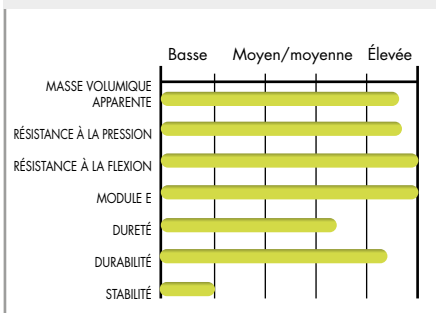 Basse Moyen/moyenne Élevée
MASSE VOLUMIQUE
APPARENTE
RÉSISTANCE À LA PRESSION
RÉSISTANCE À LA FLEXION
MODULE E
DURETÉ
DURABILITÉ
STABILITÉ